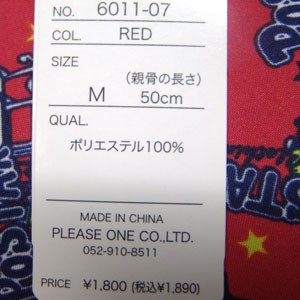 NO. 6011-07
COL. RED
SIZE
(親骨の長さ)
M 50cm
QUAL.
ポリエステル100%
MADE IN CHINA
PLEASE ONE CO.,LTD.
052-910-8511
PRICE ¥1,800 (税込¥1,890)